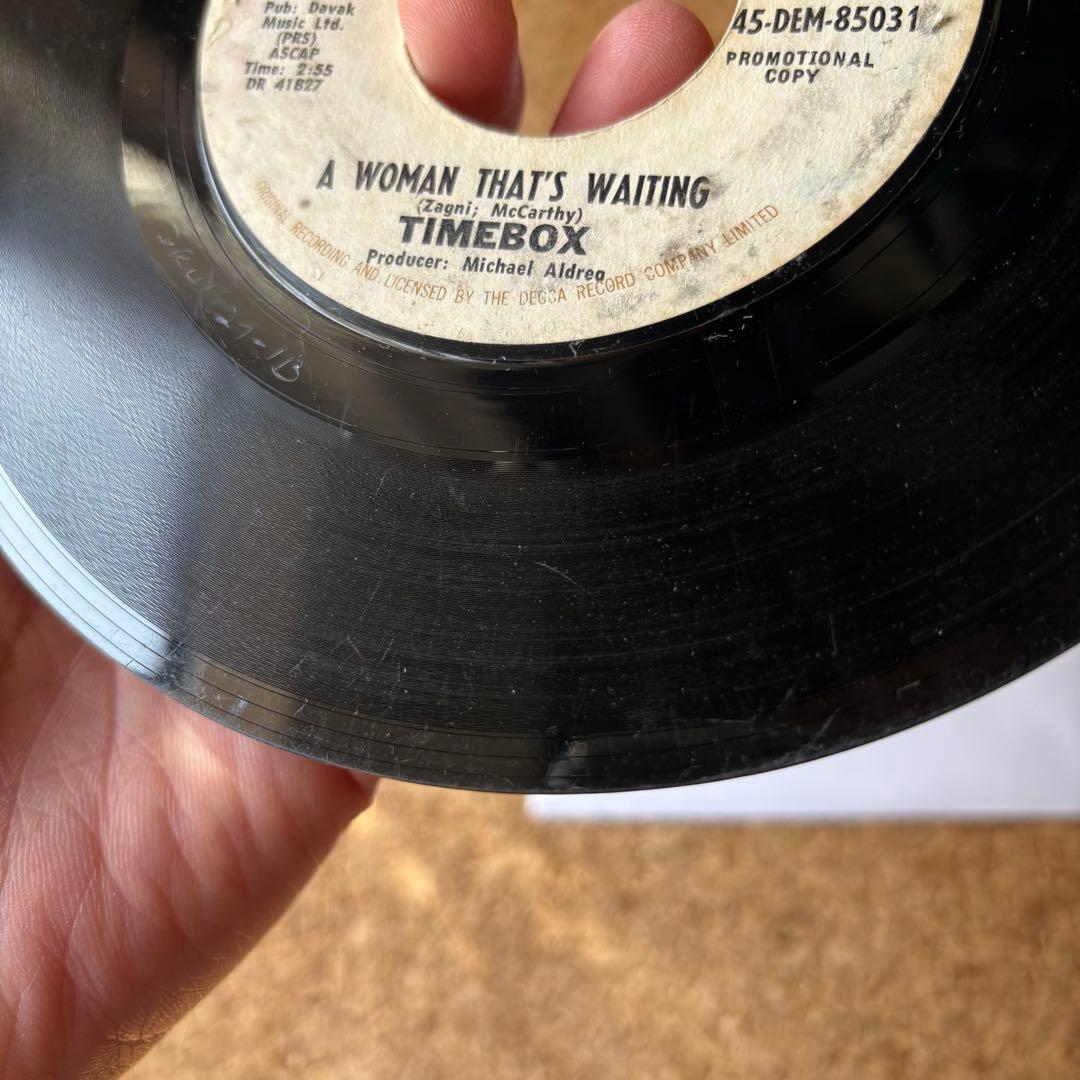 Pub: Davak
Music Ltd.
(PRS)
ASCAP
Time: 2:55
DR 41827
45-DEM-85031
PROMOTIONAL
COPY
A WOMAN THAT'S WAITING
(Zagni; McCarthy)
TIMEBOX
Producer: Michael Aldrea
ORIGINAL RECORDING AND LICENSED BY THE DECCA RECORD COMPANY LIMITED